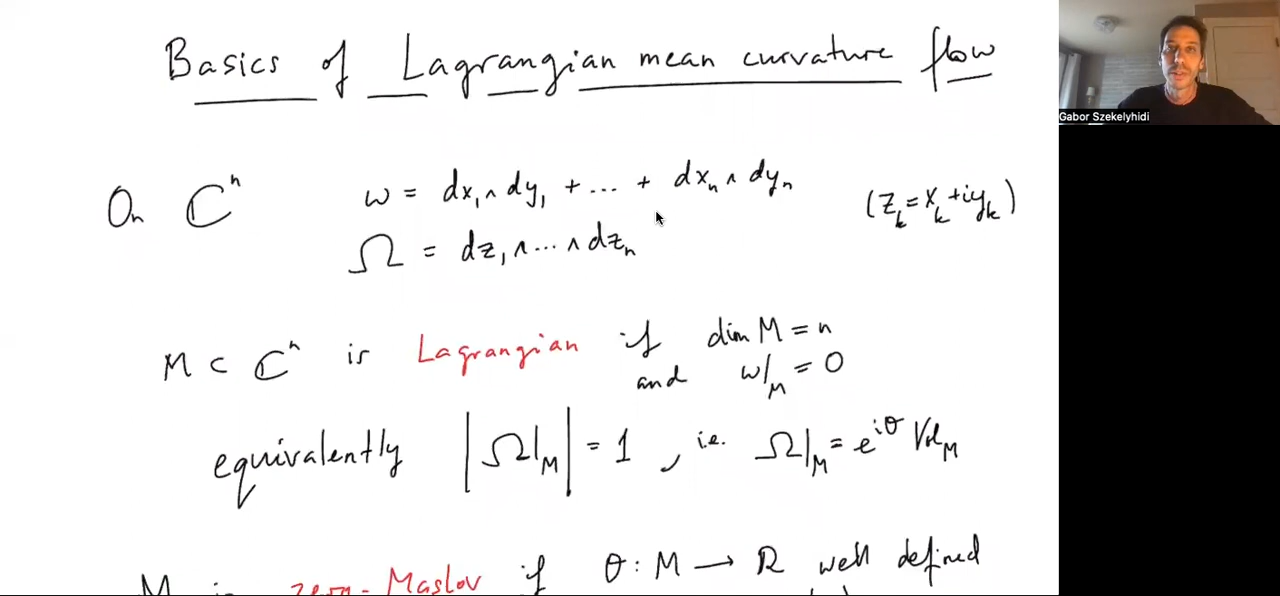 Basics of Lagrangian mean curvature flow
Gabor Szekelyhidi
On ℂⁿ ω = dx₁ ∧ dy₁ + ... + dxₙ ∧ dyₙ (z_k = x_k + iy_k)
Ω = dz₁ ∧ ... ∧ dzₙ
M ⊂ ℂⁿ is Lagrangian if dim M = n
and ω|_M = 0
equivalently |Ω|_M| = 1, i.e. Ω|_M = e^{iθ} Vol_M
M is zero-Maslov if θ : M → ℝ well defined